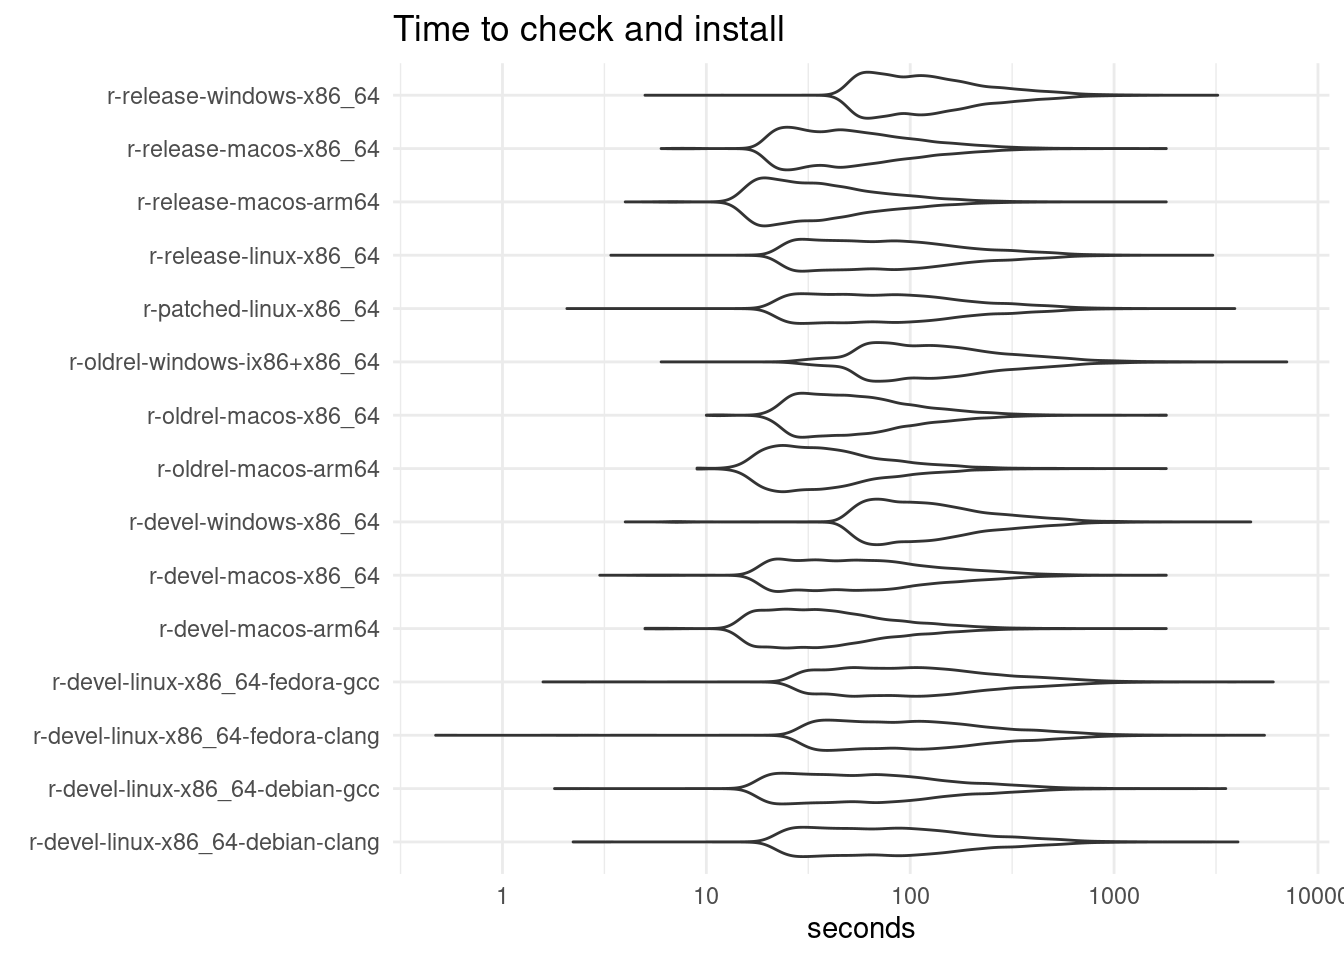 Time to check and install
r-release-windows-x86_64
r-release-macos-x86_64
r-release-macos-arm64
r-release-linux-x86_64
r-patched-linux-x86_64
r-oldrel-windows-ix86+x86_64
r-oldrel-macos-x86_64
r-oldrel-macos-arm64
r-devel-windows-x86_64
r-devel-macos-x86_64
r-devel-macos-arm64
r-devel-linux-x86_64-fedora-gcc
r-devel-linux-x86_64-fedora-clang
r-devel-linux-x86_64-debian-gcc
r-devel-linux-x86_64-debian-clang
1 10 100 1000 10000
seconds